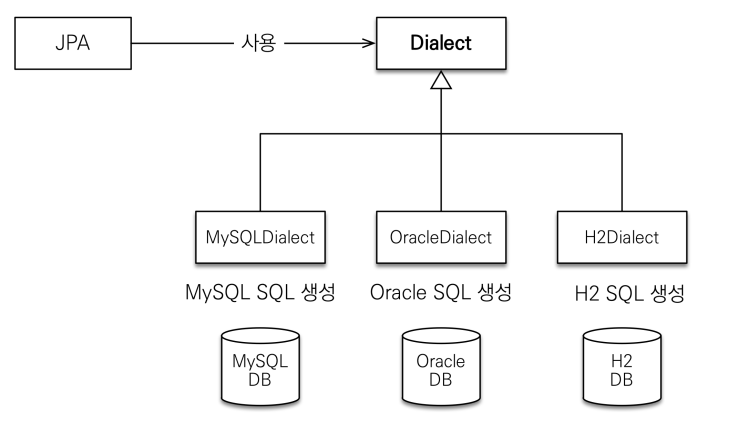 JPA
사용
Dialect
MySQLDialect
OracleDialect
H2Dialect
MySQL SQL 생성
Oracle SQL 생성
H2 SQL 생성
MySQL
DB
Oracle
DB
H2
DB